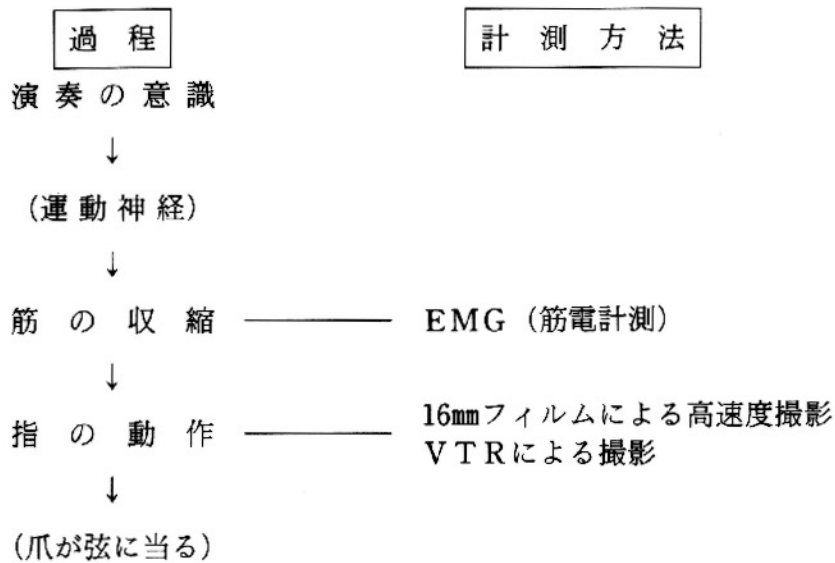 過程 計測方法
演奏の意識
↓
(運動神経)
↓
筋の収縮 ——— EMG (筋電計測)
↓
指の動作 ——— 16㎜フィルムによる高速度撮影
VTRによる撮影
↓
(爪が弦に当る)